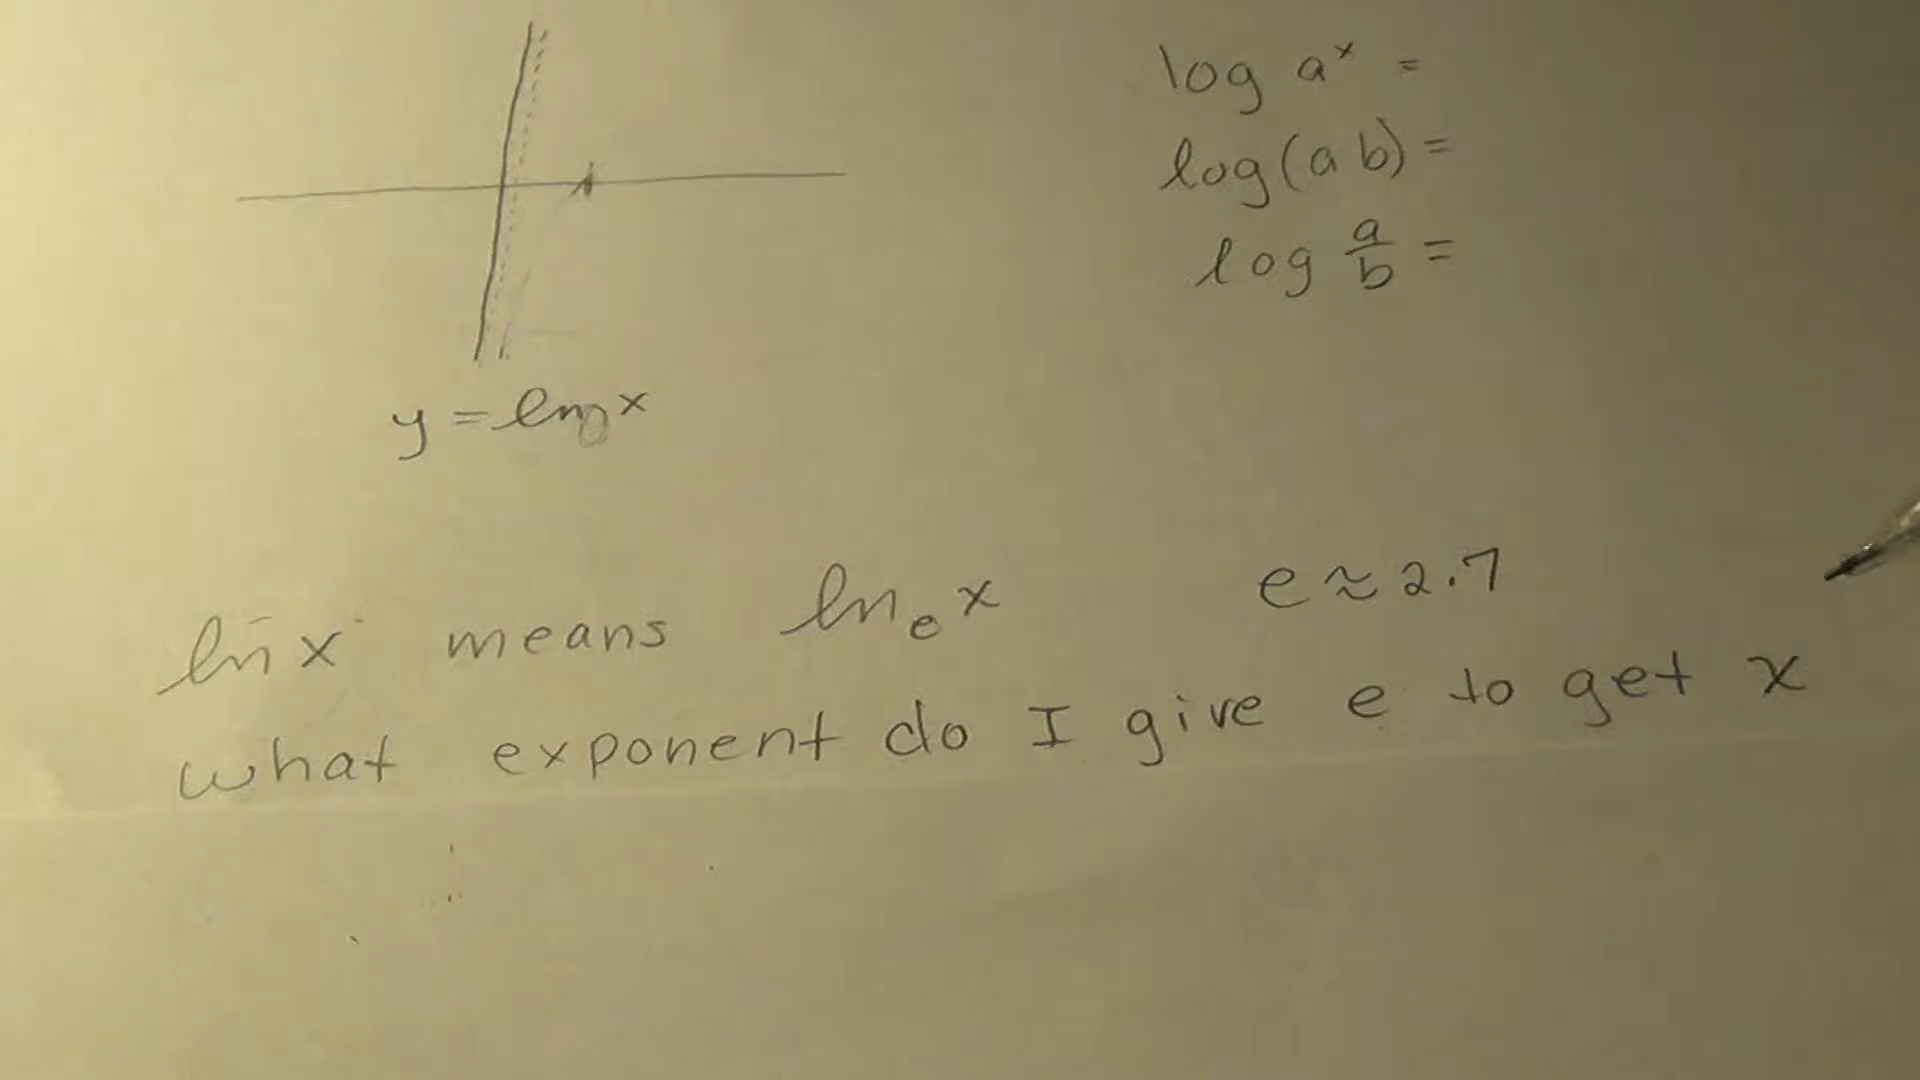 log a^x =
log(ab) =
log a/b =
y = ln x
ln x means ln_e x e ≈ 2.7
what exponent do I give e to get x